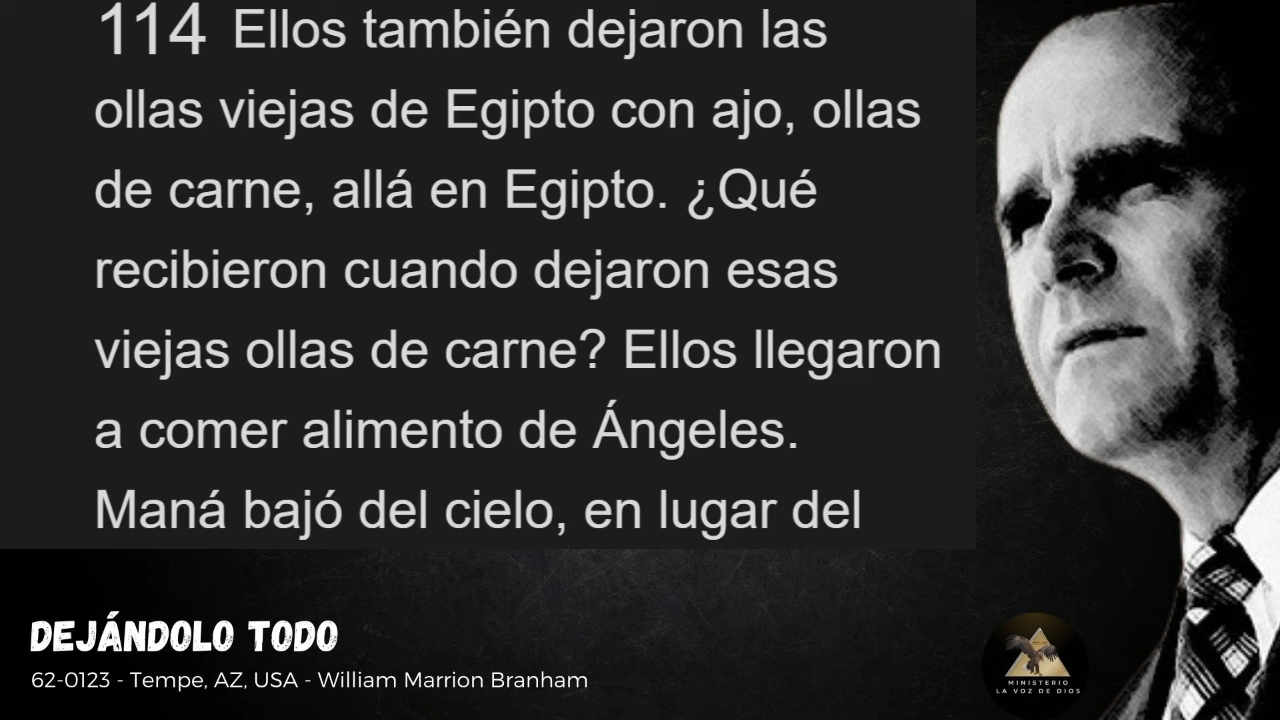 114 Ellos también dejaron las
ollas viejas de Egipto con ajo, ollas
de carne, allá en Egipto. ¿Qué
recibieron cuando dejaron esas
viejas ollas de carne? Ellos llegaron
a comer alimento de Ángeles.
Maná bajó del cielo, en lugar del
DEJÁNDOLO TODO
62-0123 - Tempe, AZ, USA - William Marrion Branham
MINISTERIO
LA VOZ DE DIOS